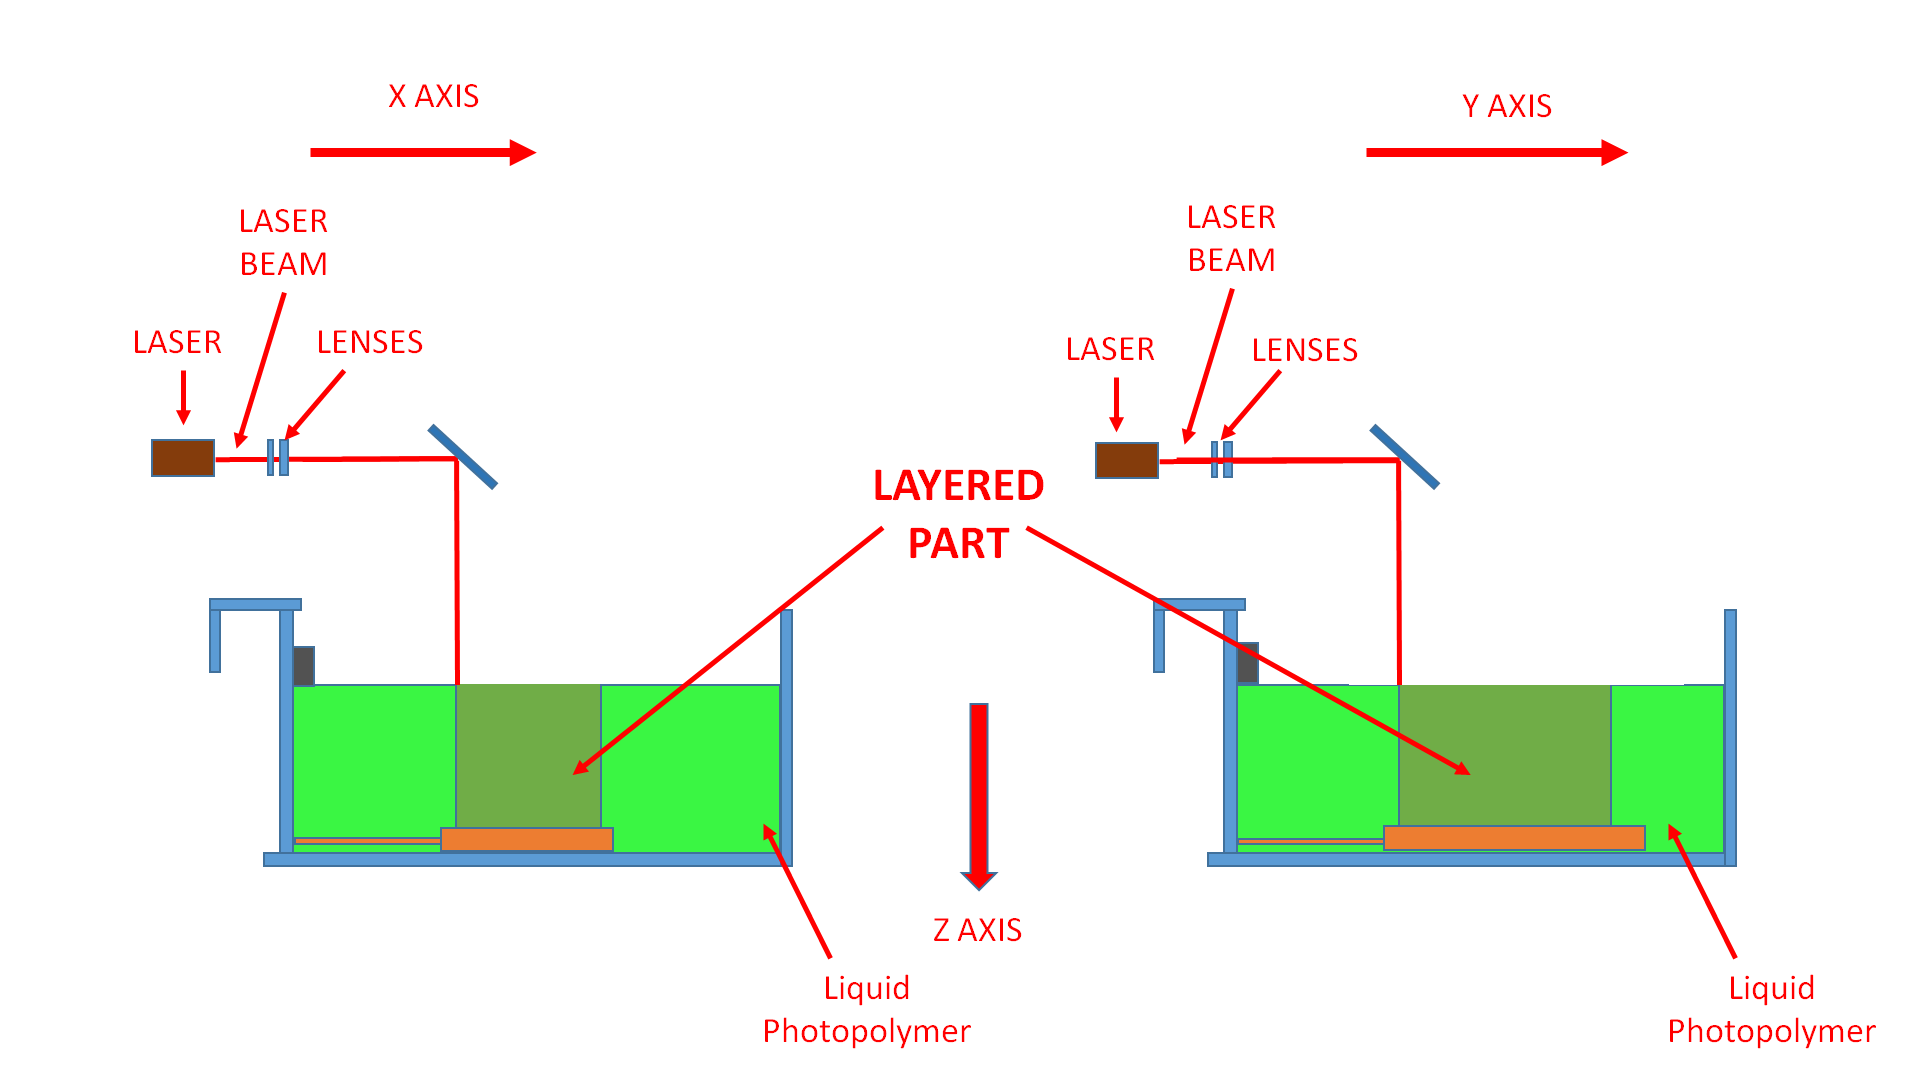 X AXIS
Y AXIS
LASER
BEAM
LASER
LENSES
LASER
BEAM
LASER
LENSES
LAYERED
PART
Z AXIS
Liquid
Photopolymer
Liquid
Photopolymer